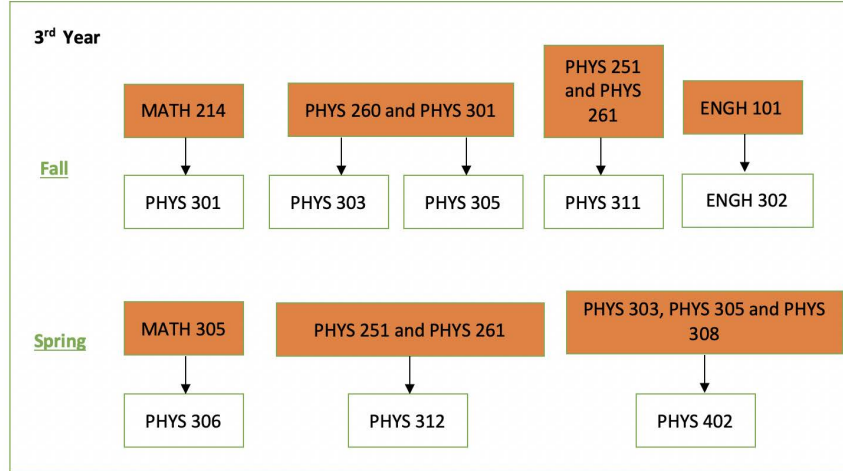 3rd Year
MATH 214
PHYS 260 and PHYS 301
PHYS 251
and PHYS
261
ENGH 101
Fall
PHYS 301
PHYS 303
PHYS 305
PHYS 311
ENGH 302
MATH 305
PHYS 251 and PHYS 261
PHYS 303, PHYS 305 and PHYS
308
Spring
PHYS 306
PHYS 312
PHYS 402